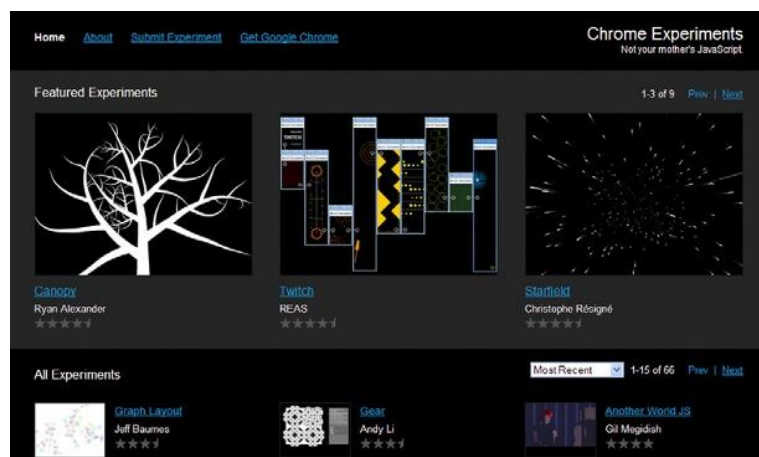 Home About Submit Experiment Get Google Chrome
Chrome Experiments
Not your mother's JavaScript.
Featured Experiments
1-3 of 9 Prev | Next
TWITCH
Canopy
Ryan Alexander
Twitch
REAS
Starfield
Christophe Résigné
All Experiments
Most Recent 1-15 of 66 Prev | Next
Graph Layout
Jeff Baumes
Gear
Andy Li
Another World JS
Gil Megidish